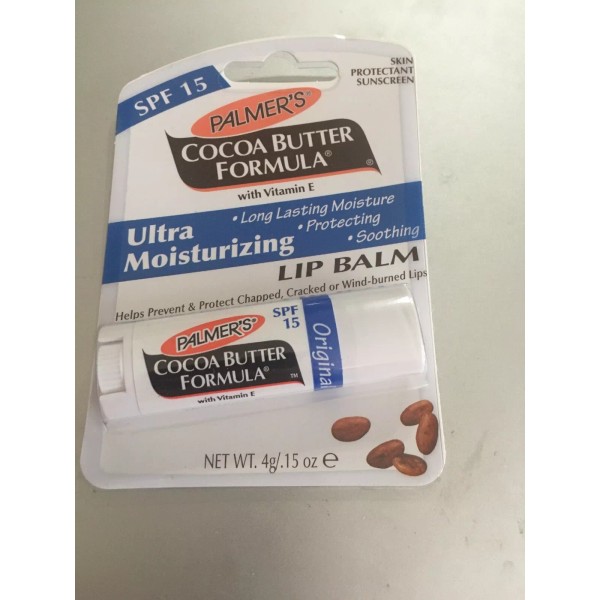 SPF 15
SKIN
PROTECTANT
SUNSCREEN
PALMER'S®
COCOA BUTTER
FORMULA®
®
with Vitamin E
Ultra
Moisturizing
• Long Lasting Moisture
• Protecting
• Soothing
LIP BALM
Helps Prevent & Protect Chapped, Cracked or Wind-burned Lips
PALMER'S®
COCOA BUTTER
FORMULA®
™
with Vitamin E
SPF
15
Original
NET WT. 4g/.15 oz ℮